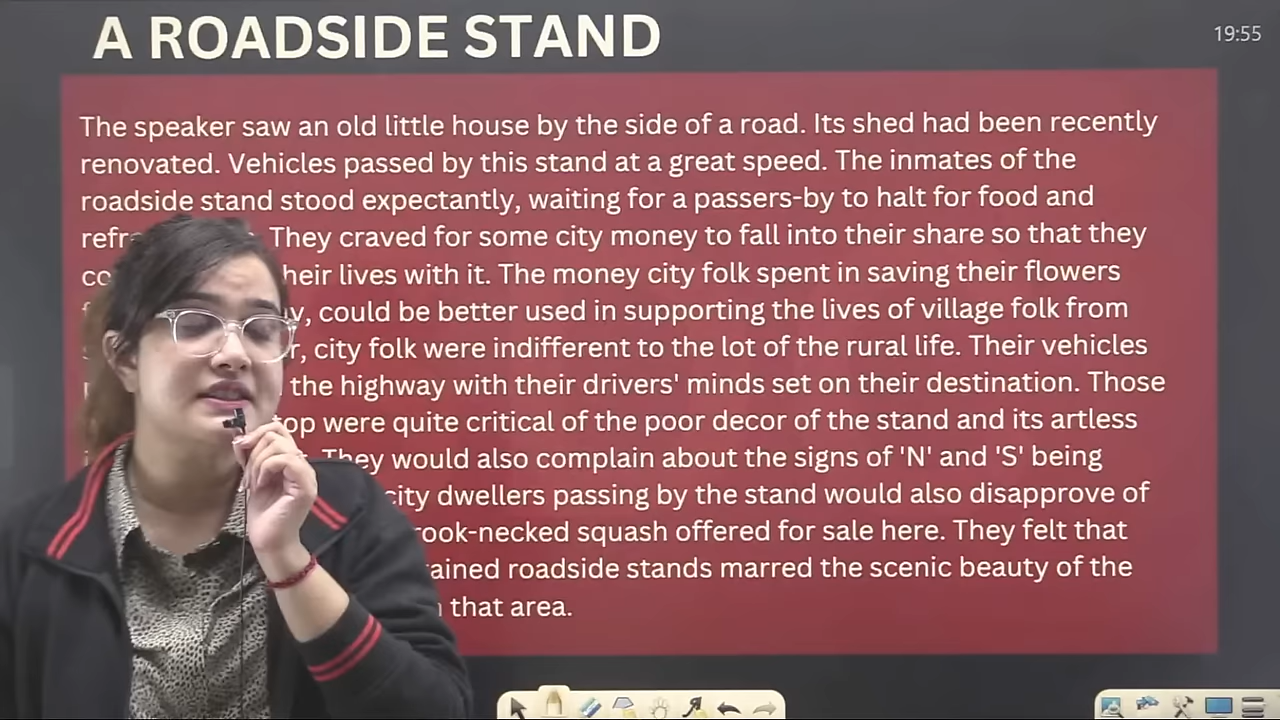 A ROADSIDE STAND
19:55
The speaker saw an old little house by the side of a road. Its shed had been recently
renovated. Vehicles passed by this stand at a great speed. The inmates of the
roadside stand stood expectantly, waiting for a passers-by to halt for food and
They craved for some city money to fall into their share so that they
their lives with it. The money city folk spent in saving their flowers
could be better used in supporting the lives of village folk from
city folk were indifferent to the lot of the rural life. Their vehicles
the highway with their drivers' minds set on their destination. Those
were quite critical of the poor decor of the stand and its artless
They would also complain about the signs of 'N' and 'S' being
city dwellers passing by the stand would also disapprove of
squash offered for sale here. They felt that
roadside stands marred the scenic beauty of the
that area.